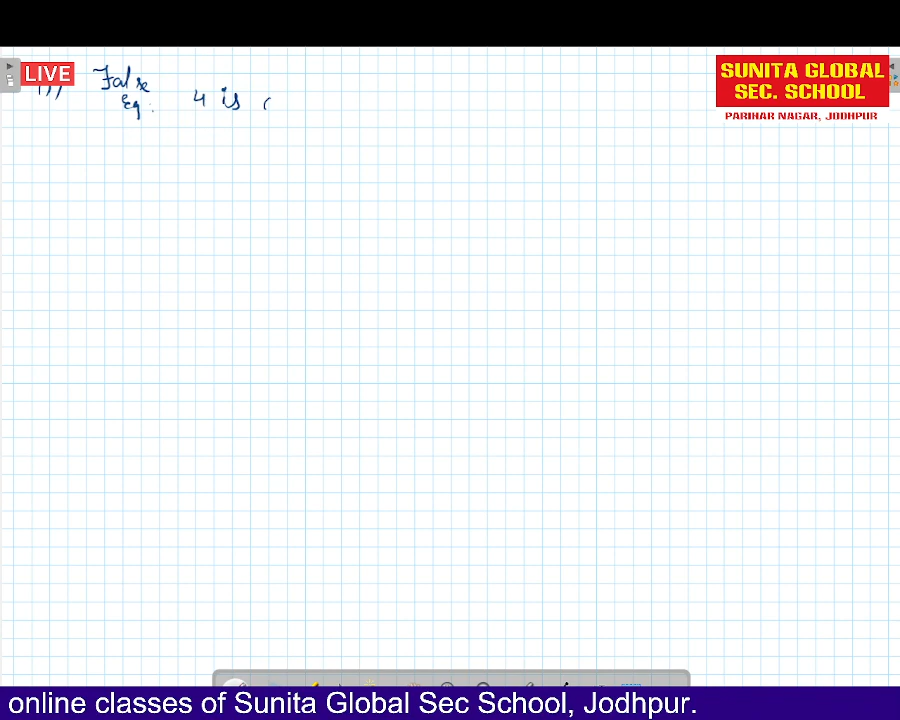 LIVE
False
SUNITA GLOBAL
SEC. SCHOOL
Eg: 4 is
PARIHAR NAGAR, JODHPUR
online classes of Sunita Global Sec School, Jodhpur.